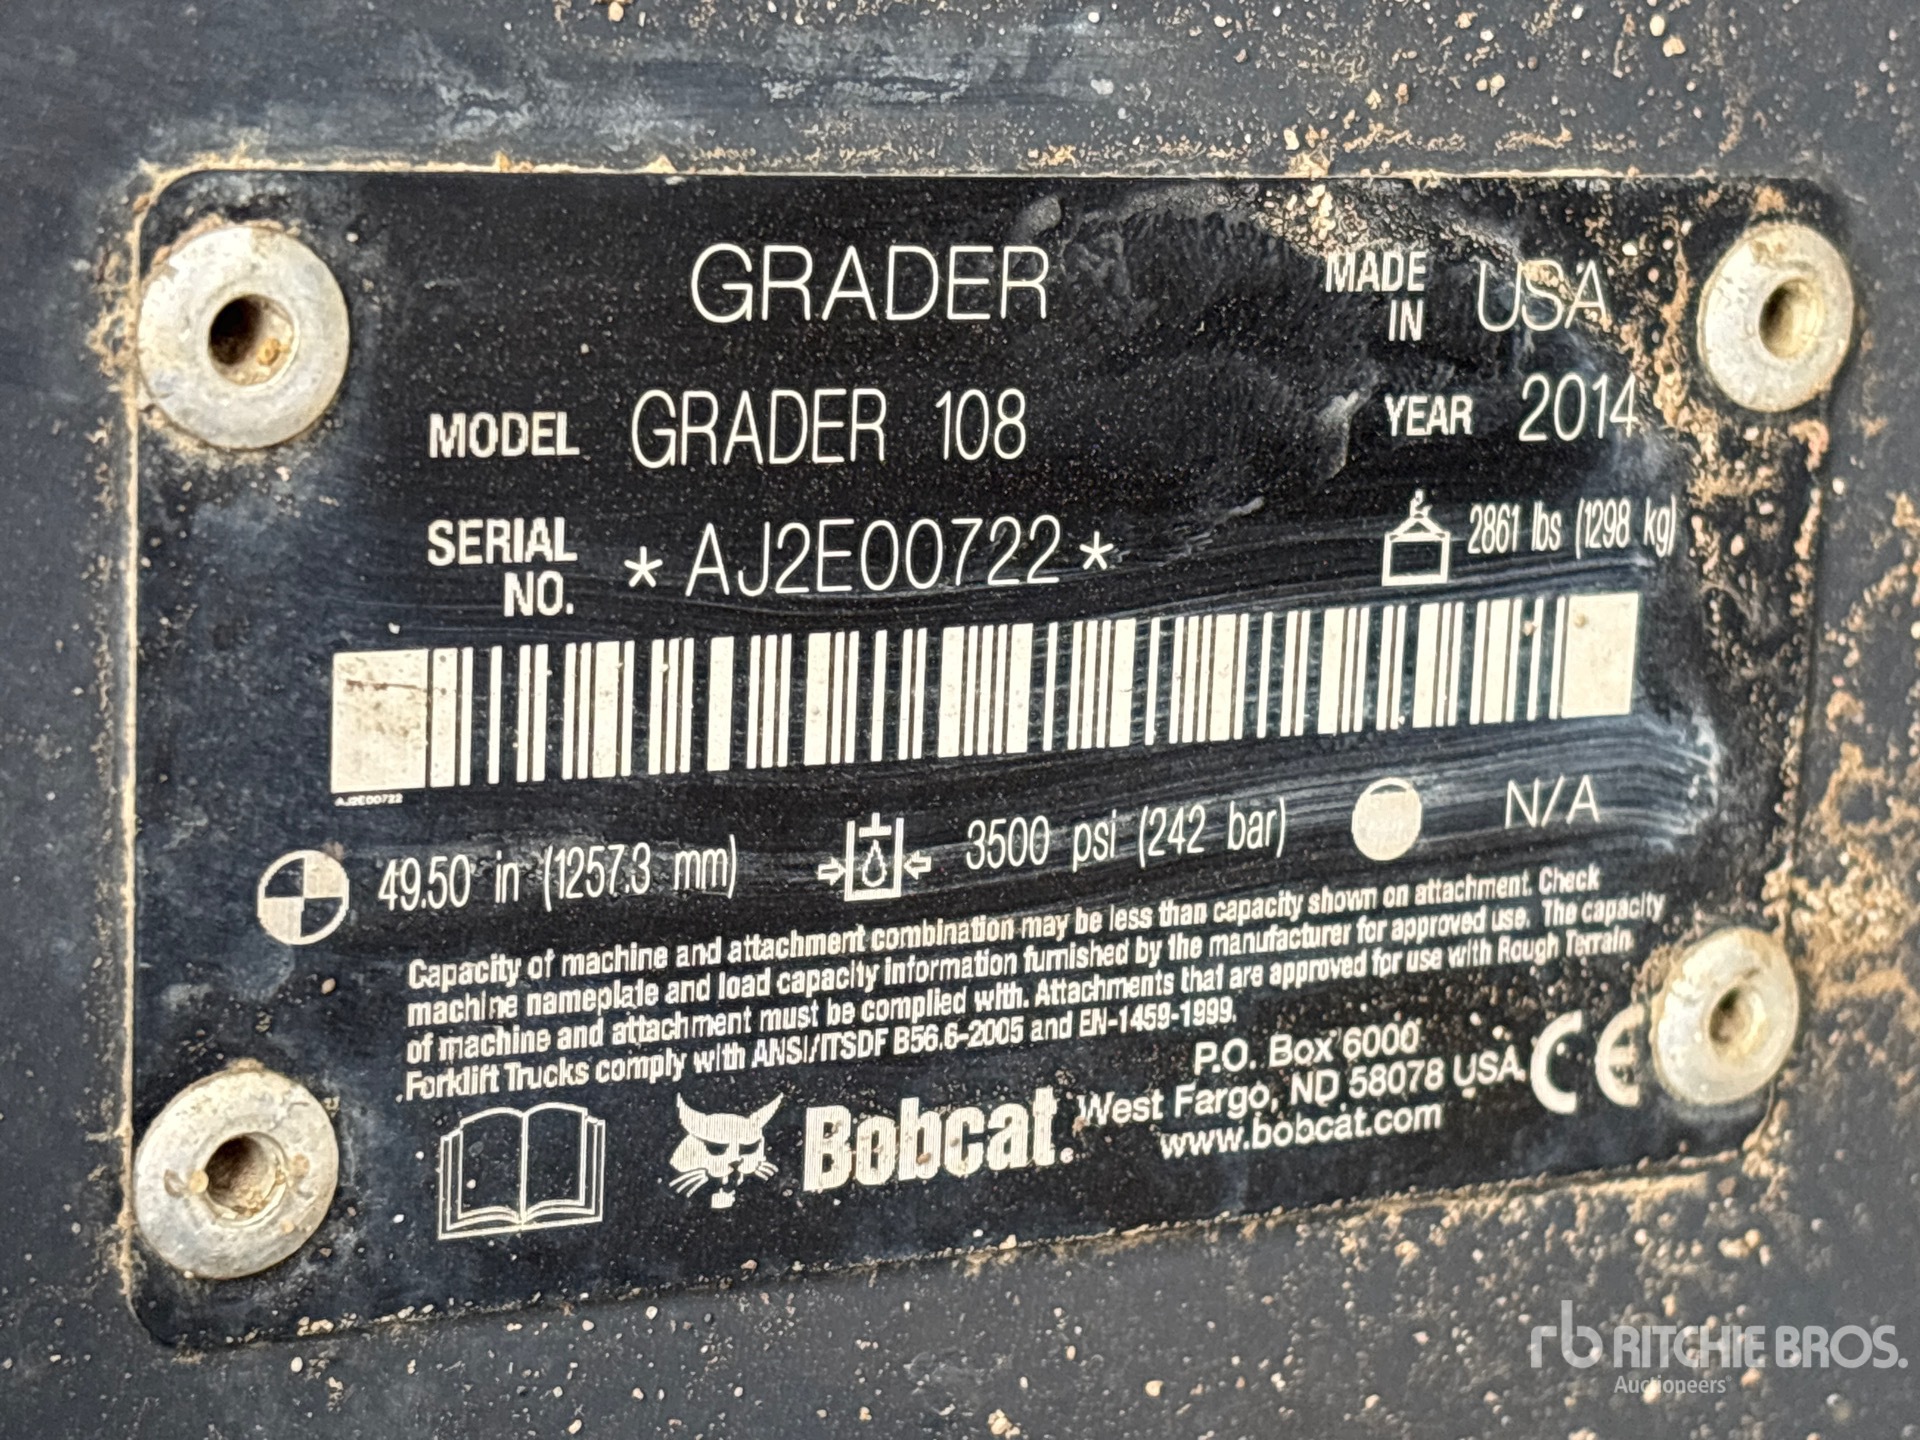 GRADER
MADE IN USA
MODEL GRADER 108
YEAR 2014
SERIAL NO. *AJ2E00722*
2861 lbs (1298 kg)
AJ2E00722
49.50 in (1257.3 mm)
3500 psi (242 bar)
N/A
Capacity of machine and attachment combination may be less than capacity shown on attachment. Check
machine nameplate and load capacity information furnished by the manufacturer for approved use. The capacity
of machine and attachment must be complied with. Attachments that are approved for use with Rough Terrain
Forklift Trucks comply with ANSI/ITSDF B56.6-2005 and EN-1459-1999.
Bobcat.
P.O. Box 6000
West Fargo, ND 58078 USA
www.bobcat.com
CE
rb RITCHIE BROS.
Auctioneers